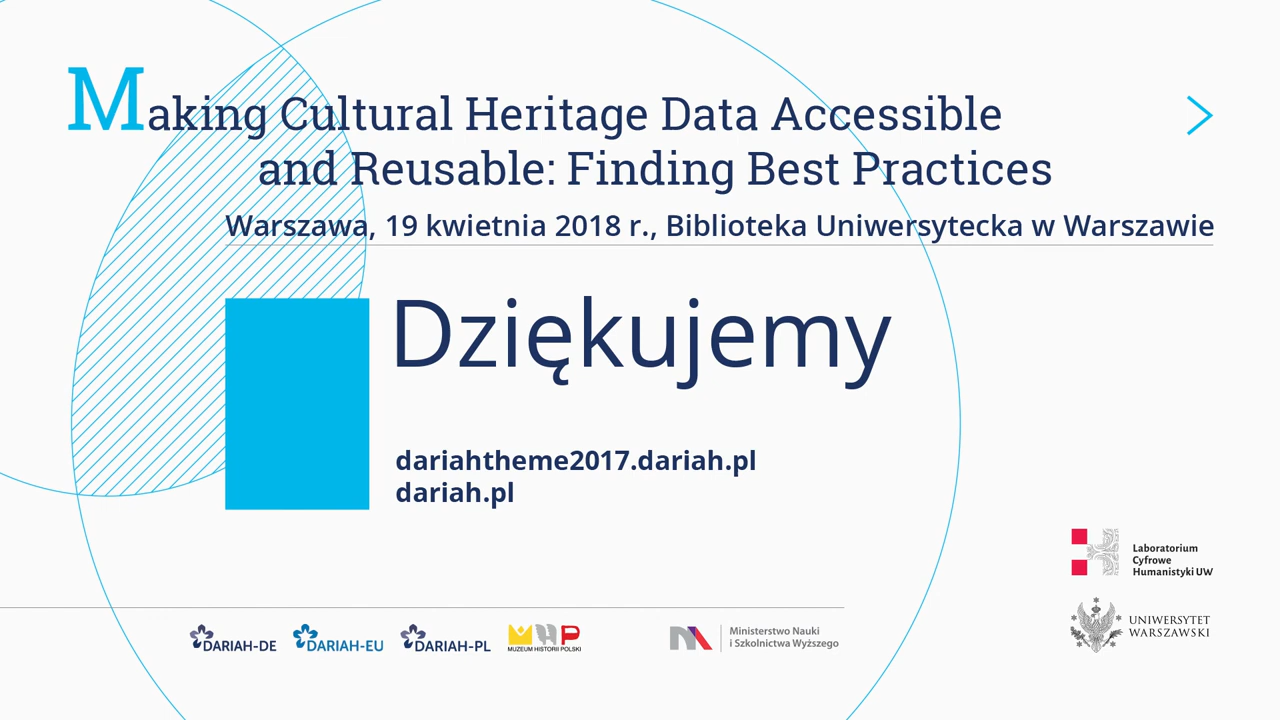 Making Cultural Heritage Data Accessible
and Reusable: Finding Best Practices
Warszawa, 19 kwietnia 2018 r., Biblioteka Uniwersytecka w Warszawie
Dziękujemy
dariahtheme2017.dariah.pl
dariah.pl
Laboratorium
Cyfrowe
Humanistyki UW
UNIWERSYTET
WARSZAWSKI
DARIAH-DE
DARIAH-EU
DARIAH-PL
MHP
MUZEUM HISTORII POLSKI
Ministerstwo Nauki
i Szkolnictwa Wyższego